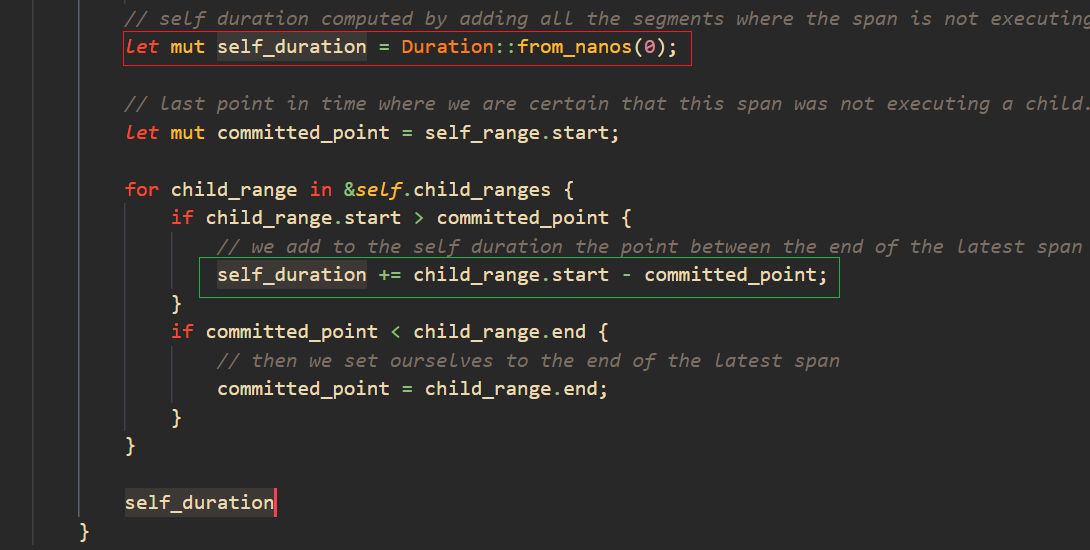 // self duration computed by adding all the segments where the span is not executing
let mut self_duration = Duration::from_nanos(0);
// last point in time where we are certain that this span was not executing a child.
let mut committed_point = self_range.start;
for child_range in &self.child_ranges {
if child_range.start > committed_point {
// we add to the self duration the point between the end of the latest span
self_duration += child_range.start - committed_point;
}
if committed_point < child_range.end {
// then we set ourselves to the end of the latest span
committed_point = child_range.end;
}
}
self_duration
}